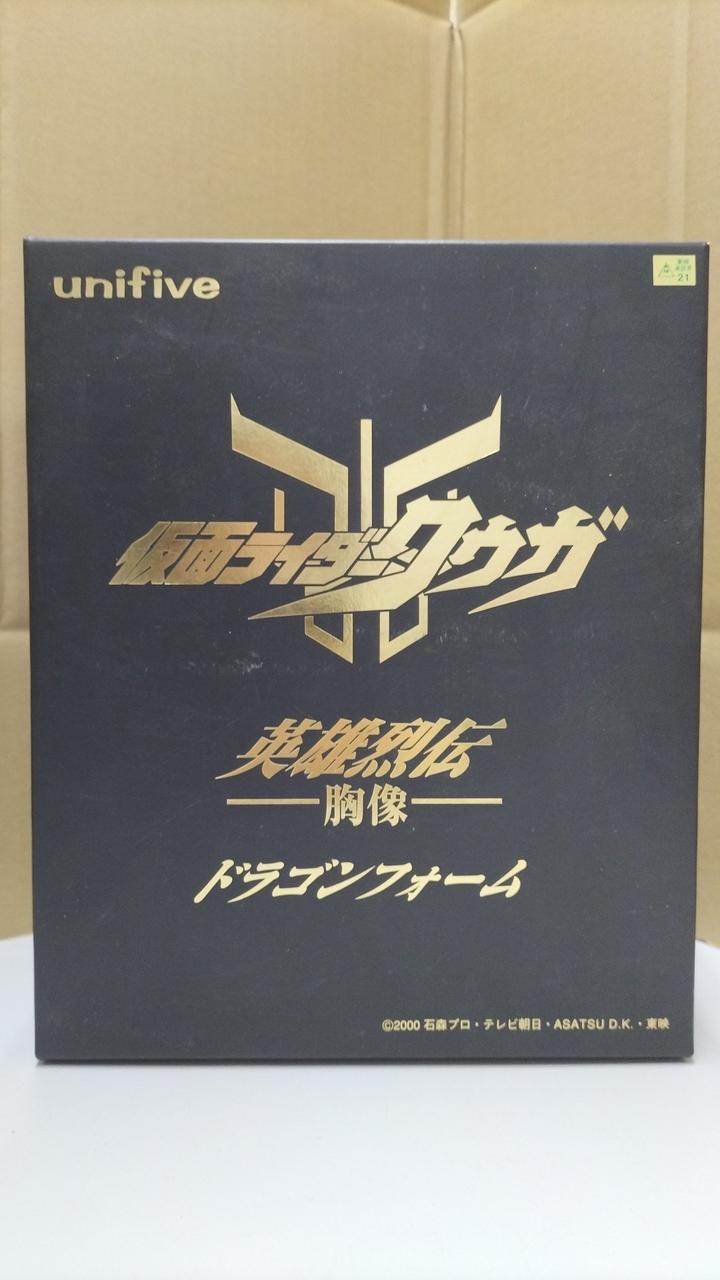 unifive
21
仮面ライダークウガ
英雄烈伝
胸像
ドラゴンフォーム
©2000 石森プロ・テレビ朝日・ASATSU D.K.・東映